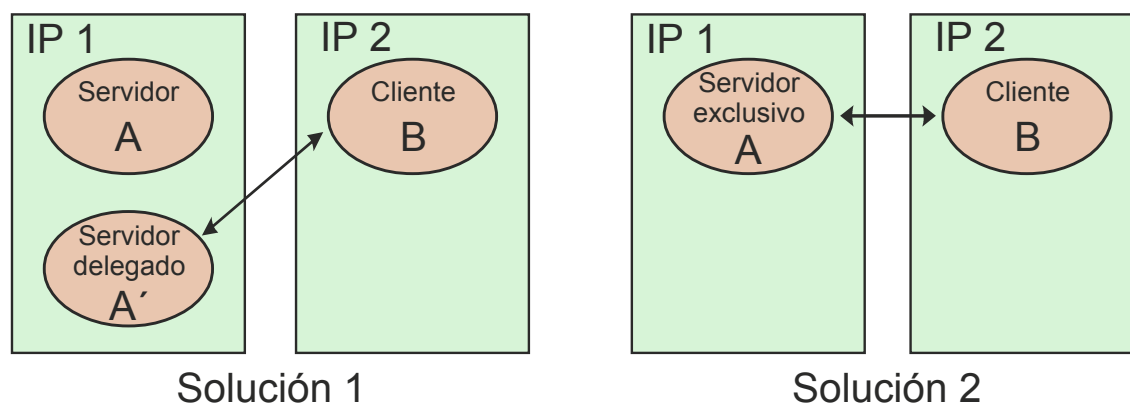 IP 1
Servidor
A
Servidor
delegado
A´
IP 2
Cliente
B
Solución 1
IP 1
Servidor
exclusivo
A
IP 2
Cliente
B
Solución 2